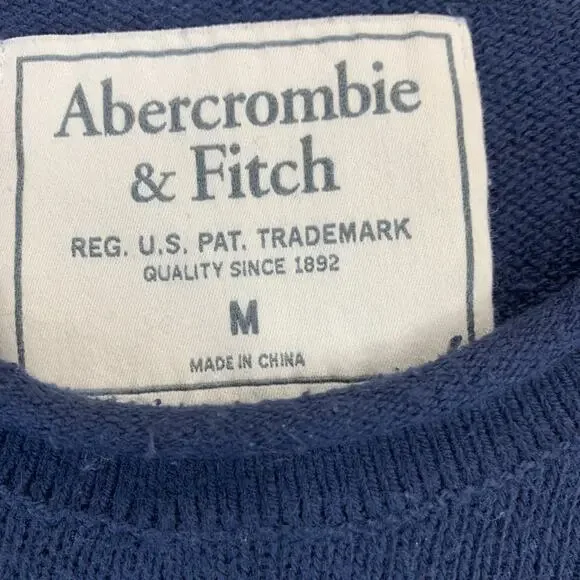 Abercrombie
& Fitch
REG. U.S. PAT. TRADEMARK
QUALITY SINCE 1892
M
MADE IN CHINA